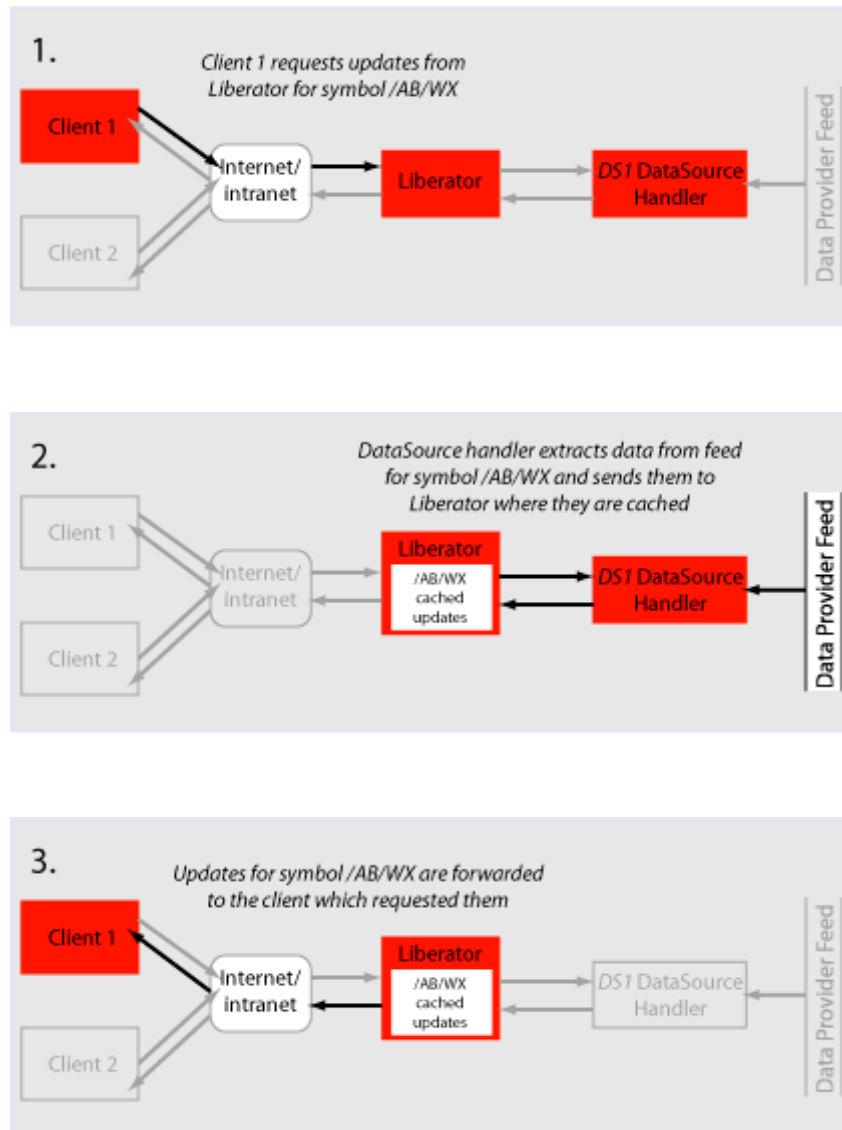 1.
Client 1 requests updates from
Liberator for symbol /AB/WX
Client 1
Internet/
intranet
Liberator
DS1 DataSource
Handler
Client 2
Data Provider Feed
2.
DataSource handler extracts data from feed
for symbol /AB/WX and sends them to
Liberator where they are cached
Client 1
Internet/
intranet
Liberator
/AB/WX
cached
updates
DS1 DataSource
Handler
Client 2
Data Provider Feed
3.
Updates for symbol /AB/WX are forwarded
to the client which requested them
Client 1
Internet/
intranet
Liberator
/AB/WX
cached
updates
DS1 DataSource
Handler
Client 2
Data Provider Feed